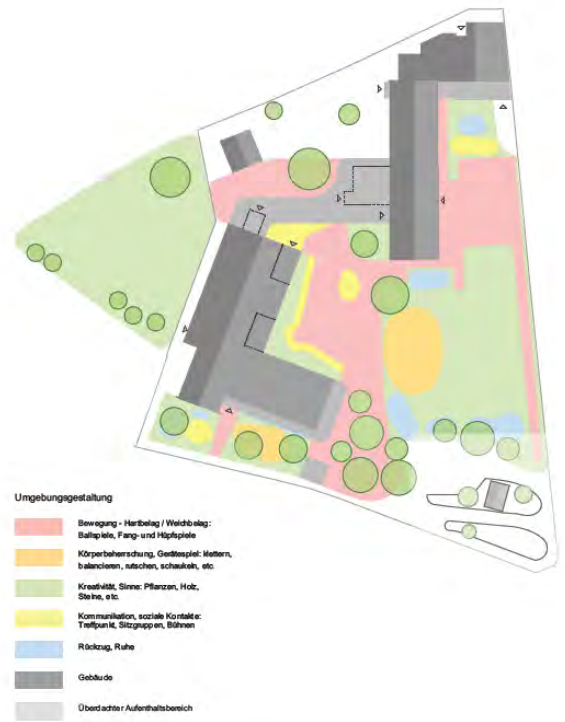 Umgebungsgestaltung
Bewegung - Hartbelag / Weichbelag:
Ballspiele, Fang- und Hüpfspiele
Körperbeherrschung, Gerätespiel: klettern,
balancieren, rutschen, schaukeln, etc.
Kreativität, Sinne: Pflanzen, Holz,
Steine, etc.
Kommunikation, soziale Kontakte:
Treffpunkt, Sitzgruppen, Bühnen
Rückzug, Ruhe
Gebäude
Überdachter Aufenthaltsbereich